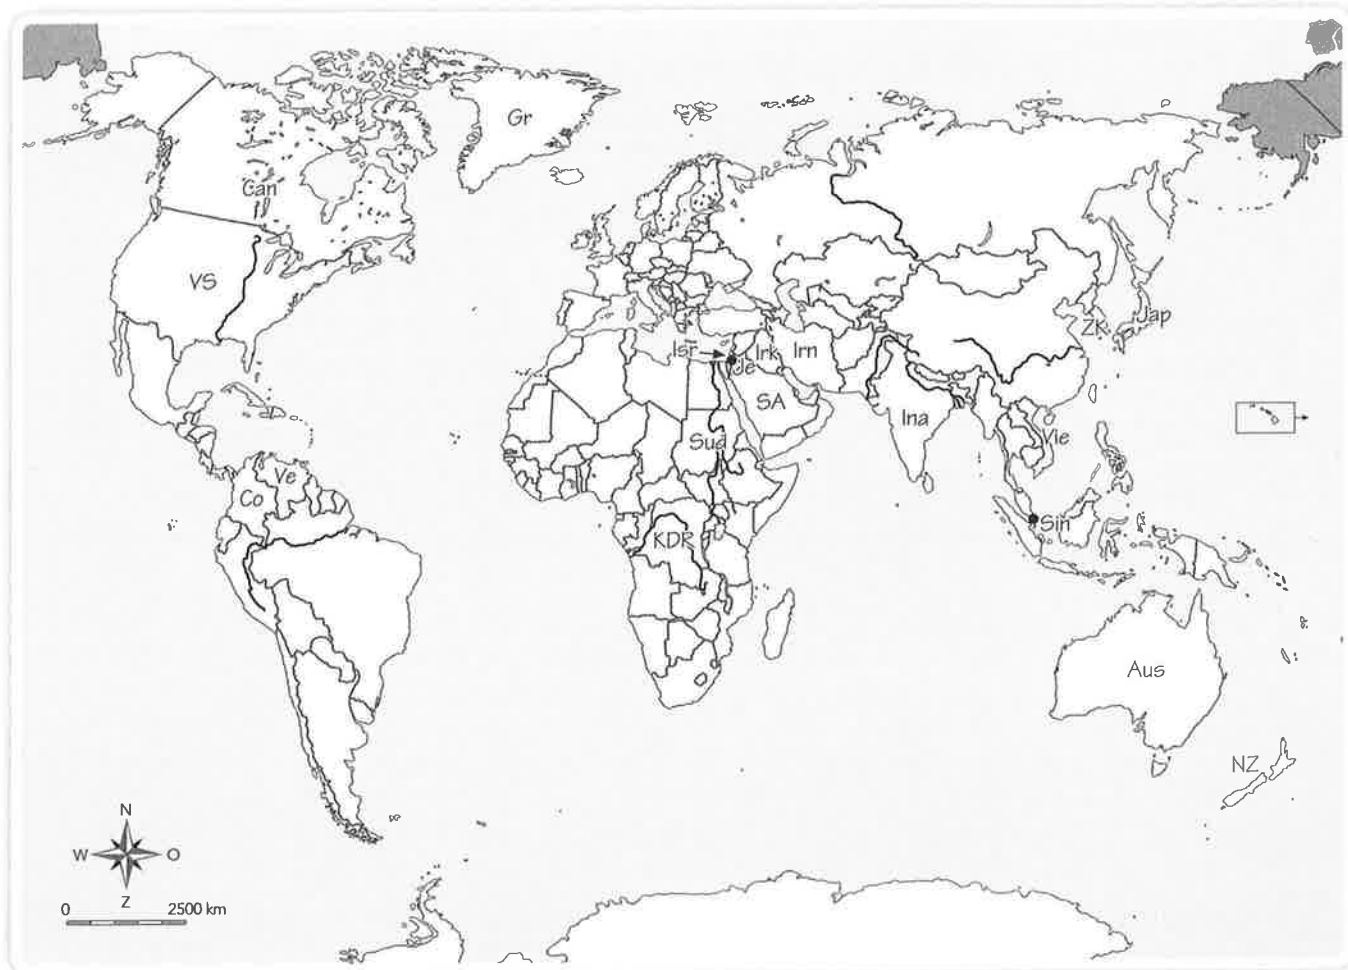 Gr
Can
VS
Isr
Je
Irk
Irn
SA
Sud
Ina
ZK
Jap
Vie
Ve
Co
KDR
Sin
Aus
NZ
N
W O
Z
0 2500 km